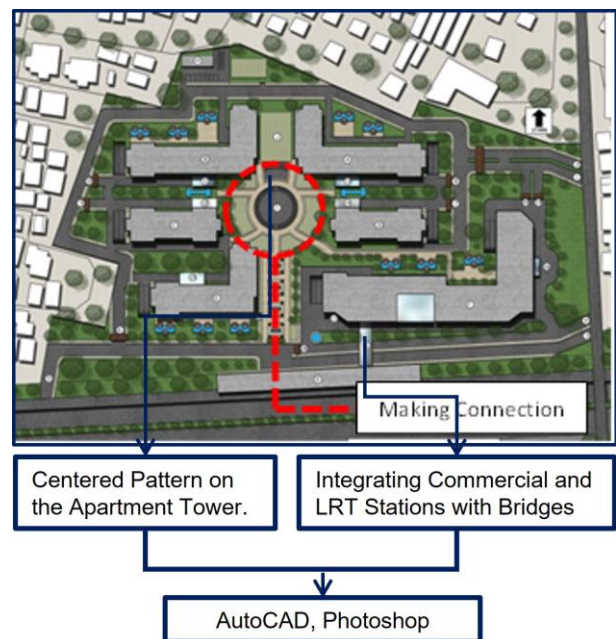 Making Connection
Centered Pattern on
the Apartment Tower.
Integrating Commercial and
LRT Stations with Bridges
AutoCAD, Photoshop